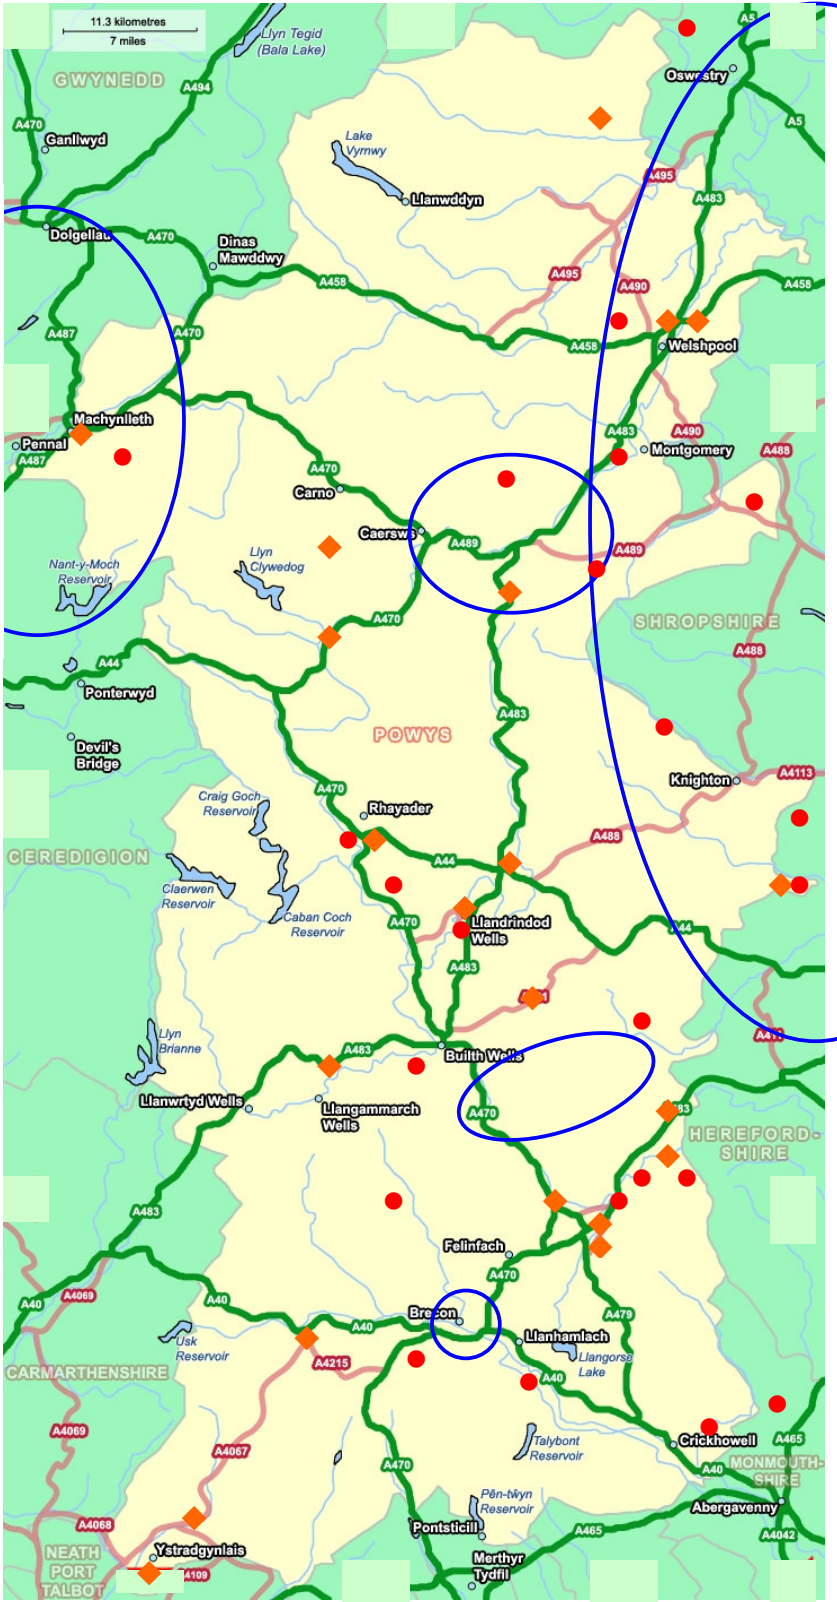 11.3 kilometres
7 miles
Llyn Tegid
(Bala Lake)
A5
Oswestry
GWYNEDD
A494
A470
A5
Ganllwyd
Lake
Vyrnwy
A495
A483
Llanwddyn
Dolgellau
A470
Dinas
Mawddwy
A458
A495
A490
A458
A487
A470
A458
Welshpool
Machynlleth
A483
A490
Pennal
A487
Montgomery
A488
A470
Carno
Caersws
A489
A489
Llyn
Clywedog
Nant-y-Moch
Reservoir
A470
SHROPSHIRE
A44
A488
Ponterwyd
A483
POWYS
Devil's
Bridge
Knighton
A4113
A470
Craig Goch
Reservoir
Rhayader
A488
CEREDIGION
A44
Claerwen
Reservoir
Caban Coch
Reservoir
A470
Llandrindod
Wells
A44
A483
Llyn
Brianne
A483
Builth Wells
Llanwrtyd Wells
Llangammarch
Wells
A470
HEREFORD-
SHIRE
A483
Felinfach
A470
A4069
A40
A40
Brecon
A40
A479
Llanhamlach
Usk
Reservoir
A4215
Llangorse
Lake
CARMARTHENSHIRE
A40
A4069
A4067
Crickhowell
A465
Talybont
Reservoir
A470
A40
MONMOUTH-
SHIRE
Pên-tŵyn
Reservoir
Abergavenny
A4068
Pontsticill
A465
A4042
NEATH
PORT
TALBOT
Ystradgynlais
Merthyr
Tydfil